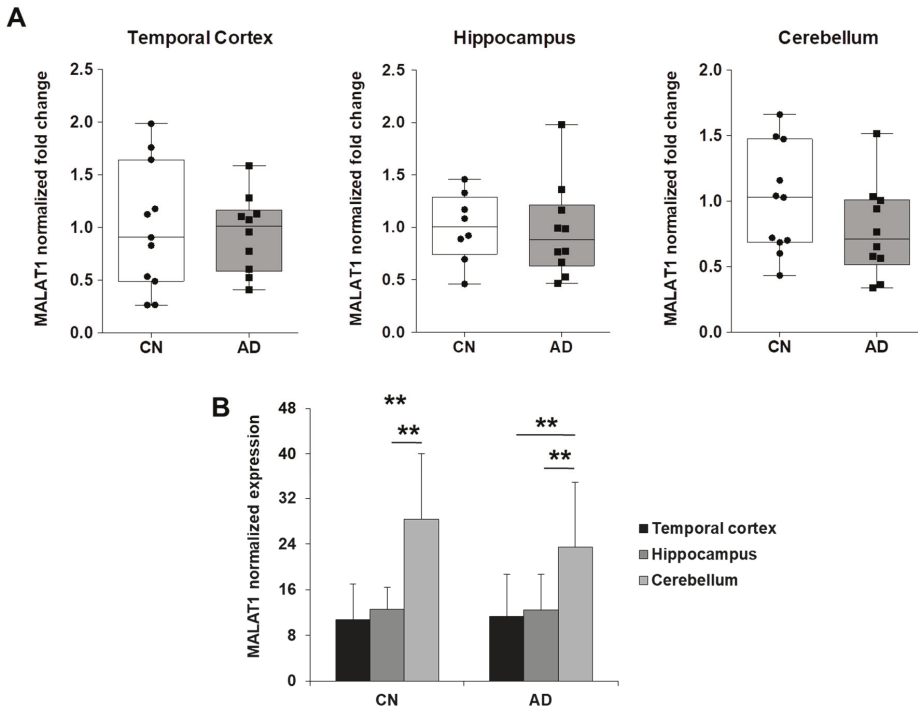 A
Temporal Cortex
MALAT1 normalized fold change
2.5
2.0
1.5
1.0
0.5
0.0
CN AD
Hippocampus
MALAT1 normalized fold change
2.5
2.0
1.5
1.0
0.5
0.0
CN AD
Cerebellum
MALAT1 normalized fold change
2.0
1.5
1.0
0.5
0.0
CN AD
B
MALAT1 normalized expression
48
40
32
24
16
8
0
**
**
**
**
CN AD
Temporal cortex
Hippocampus
Cerebellum